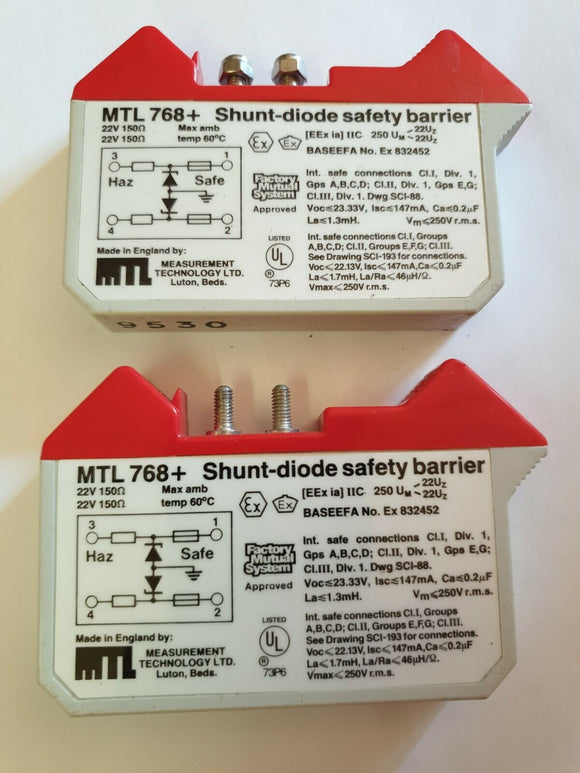 MTL 768+ Shunt-diode safety barrier
22V 150Ω Max amb
22V 150Ω temp 60°C
[EEx ia] IIC 250 UM 22Uz
22Uz
BASEEFA No. Ex 832452
Ex Ex
3 1
Haz Safe
4 2
Factory
Mutual
System
Approved
Int. safe connections Cl.I, Div. 1,
Gps A,B,C,D; Cl.II, Div. 1, Gps E,G;
Cl.III, Div. 1. Dwg SCI-88.
Voc≤23.33V, Isc≤147mA, Ca≤0.2µF
La≤1.3mH. Vm≤250V r.m.s.
Made in England by:
MTL
MEASUREMENT
TECHNOLOGY LTD.
Luton, Beds.
LISTED
UL
®
73P6
Int. safe connections Cl.I, Groups
A,B,C,D; Cl.II, Groups E,F,G; Cl.III.
See Drawing SCI-193 for connections.
Voc≤22.13V, Isc≤147mA, Ca≤0.2µF
La≤1.7mH, La/Ra≤46µH/Ω.
Vmax≤250V r.m.s.
9530
MTL 768+ Shunt-diode safety barrier
22V 150Ω Max amb
22V 150Ω temp 60°C
[EEx ia] IIC 250 UM 22Uz
22Uz
BASEEFA No. Ex 832452
Ex Ex
3 1
Haz Safe
4 2
Factory
Mutual
System
Approved
Int. safe connections Cl.I, Div. 1,
Gps A,B,C,D; Cl.II, Div. 1, Gps E,G;
Cl.III, Div. 1. Dwg SCI-88.
Voc≤23.33V, Isc≤147mA, Ca≤0.2µF
La≤1.3mH. Vm≤250V r.m.s.
Made in England by:
MTL
MEASUREMENT
TECHNOLOGY LTD.
Luton, Beds.
LISTED
UL
®
73P6
Int. safe connections Cl.I, Groups
A,B,C,D; Cl.II, Groups E,F,G; Cl.III.
See Drawing SCI-193 for connections.
Voc≤22.13V, Isc≤147mA, Ca≤0.2µF
La≤1.7mH, La/Ra≤46µH/Ω.
Vmax≤250V r.m.s.